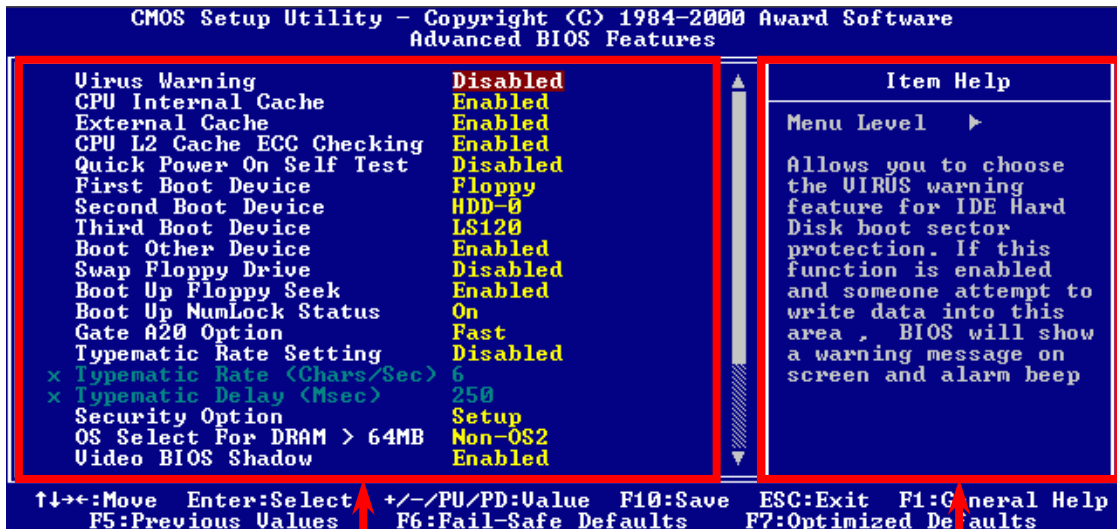 CMOS Setup Utility - Copyright (C) 1984-2000 Award Software
Advanced BIOS Features
Virus Warning Disabled
CPU Internal Cache Enabled
External Cache Enabled
CPU L2 Cache ECC Checking Enabled
Quick Power On Self Test Disabled
First Boot Device Floppy
Second Boot Device HDD-0
Third Boot Device LS120
Boot Other Device Enabled
Swap Floppy Drive Disabled
Boot Up Floppy Seek Enabled
Boot Up NumLock Status On
Gate A20 Option Fast
Typematic Rate Setting Disabled
x Typematic Rate (Chars/Sec) 6
x Typematic Delay (Msec) 250
Security Option Setup
OS Select For DRAM > 64MB Non-OS2
Video BIOS Shadow Enabled
Item Help
Menu Level ▶
Allows you to choose
the VIRUS warning
feature for IDE Hard
Disk boot sector
protection. If this
function is enabled
and someone attempt to
write data into this
area , BIOS will show
a warning message on
screen and alarm beep
↑↓→←:Move Enter:Select +/-/PU/PD:Value F10:Save ESC:Exit F1:General Help
F5:Previous Values F6:Fail-Safe Defaults F7:Optimized Defaults